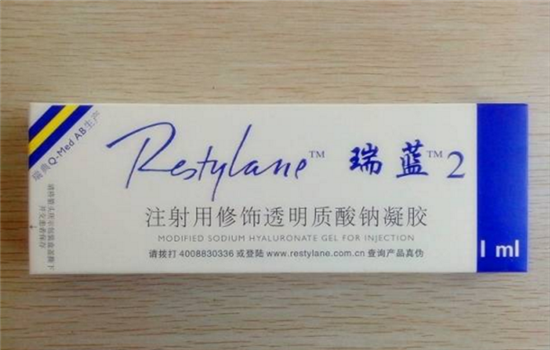 瑞典Q-Med AB生产
Restylane™ 瑞蓝™2
注射用修饰透明质酸钠凝胶
MODIFIED SODIUM HYALURONATE GEL FOR INJECTION
请拨打 4008830336 或登陆 www.restylane.com.cn 查询产品真伪
1 ml